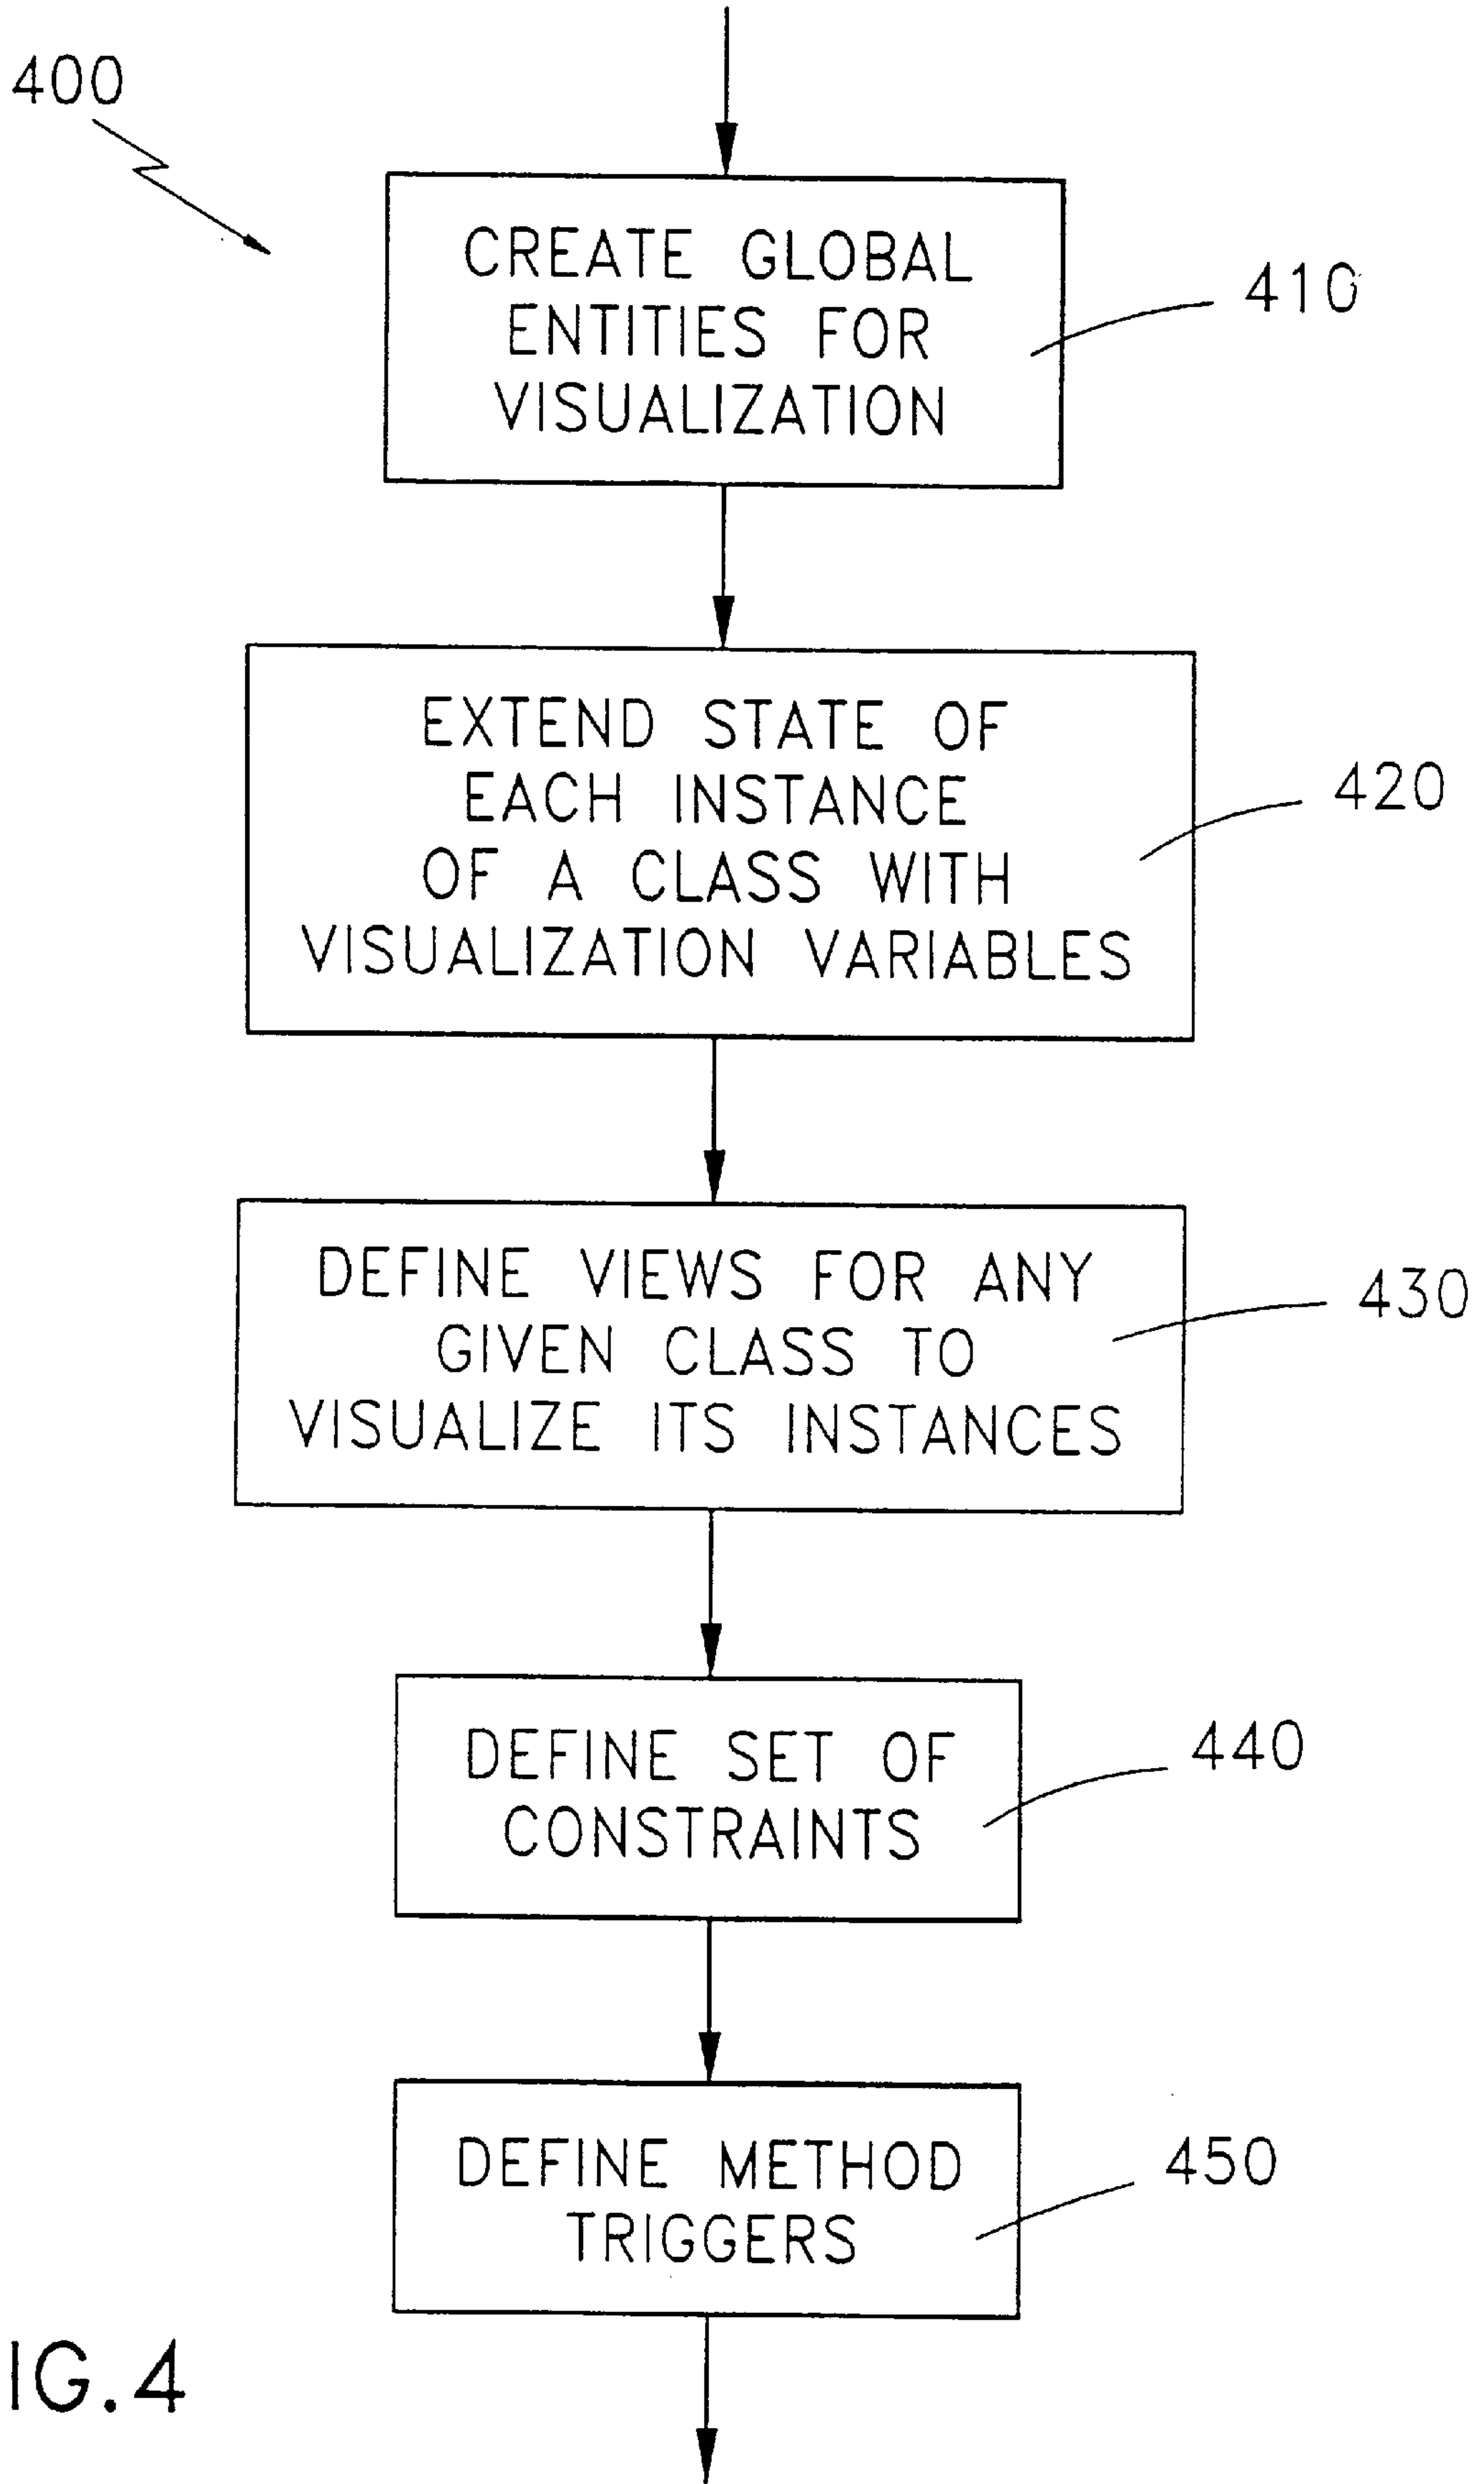 400
CREATE GLOBAL
ENTITIES FOR
VISUALIZATION
410
EXTEND STATE OF
EACH INSTANCE
OF A CLASS WITH
VISUALIZATION VARIABLES
420
DEFINE VIEWS FOR ANY
GIVEN CLASS TO
VISUALIZE ITS INSTANCES
430
DEFINE SET OF
CONSTRAINTS
440
DEFINE METHOD
TRIGGERS
450
IG.4